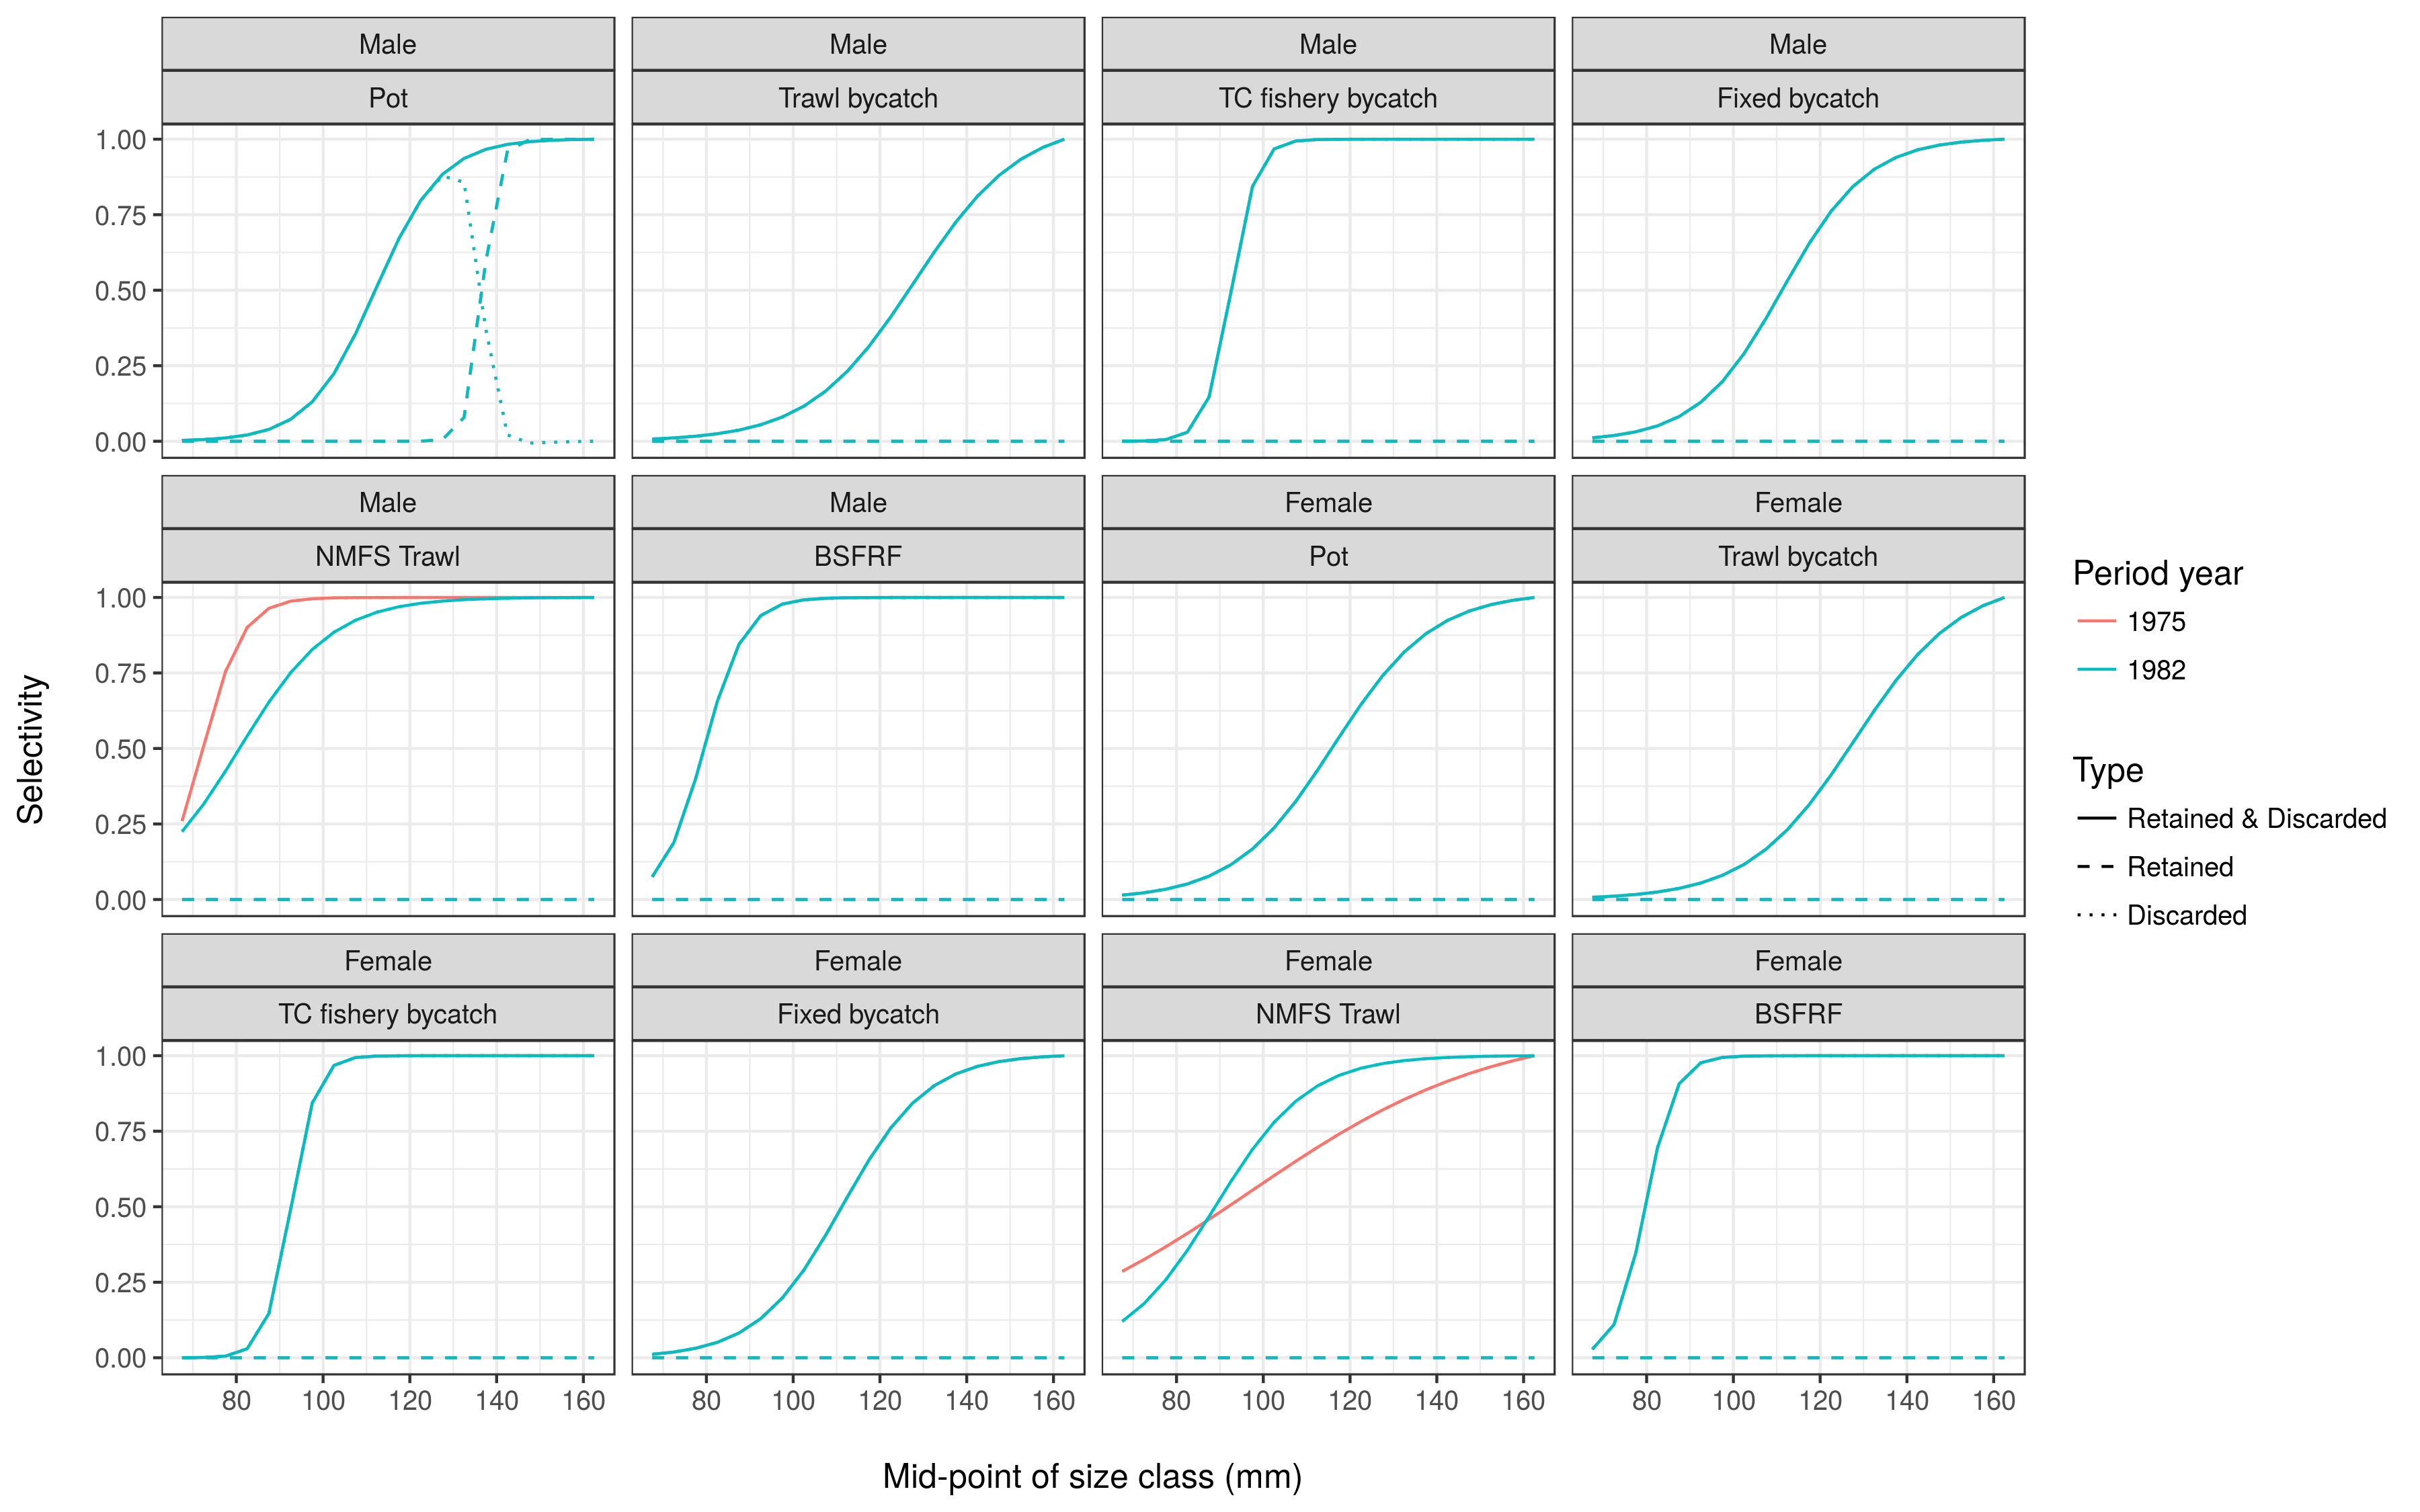 Male Male Male Male
Pot Trawl bycatch TC fishery bycatch Fixed bycatch
1.00
0.75
0.50
0.25
0.00
Male Male Female Female
NMFS Trawl BSFRF Pot Trawl bycatch
1.00
0.75
0.50
0.25
0.00
Female Female Female Female
TC fishery bycatch Fixed bycatch NMFS Trawl BSFRF
1.00
0.75
0.50
0.25
0.00
80 100 120 140 160 80 100 120 140 160 80 100 120 140 160 80 100 120 140 160
Mid-point of size class (mm)
Selectivity
Period year
1975
1982
Type
Retained & Discarded
Retained
Discarded